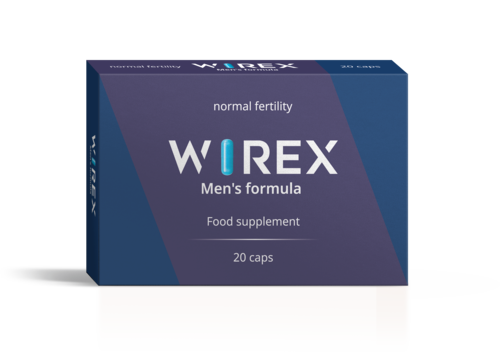 normal fertility WIREX 20 caps
Men's formula
normal fertility
WIREX
Men's formula
Food supplement
20 caps
WIREX